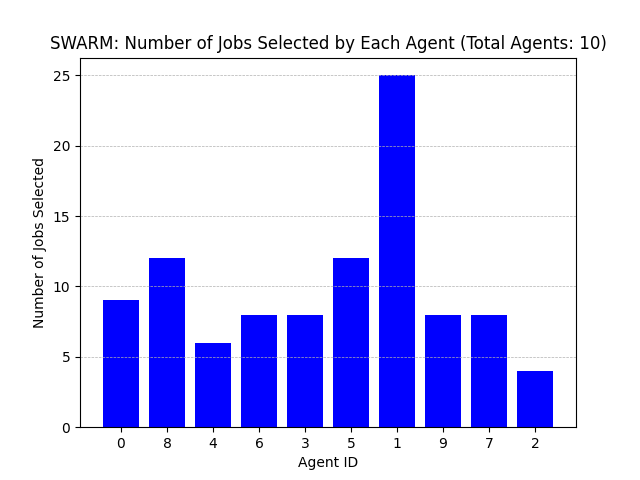 SWARM: Number of Jobs Selected by Each Agent (Total Agents: 10)
Number of Jobs Selected
25
20
15
10
5
0
0 8 4 6 3 5 1 9 7 2
Agent ID